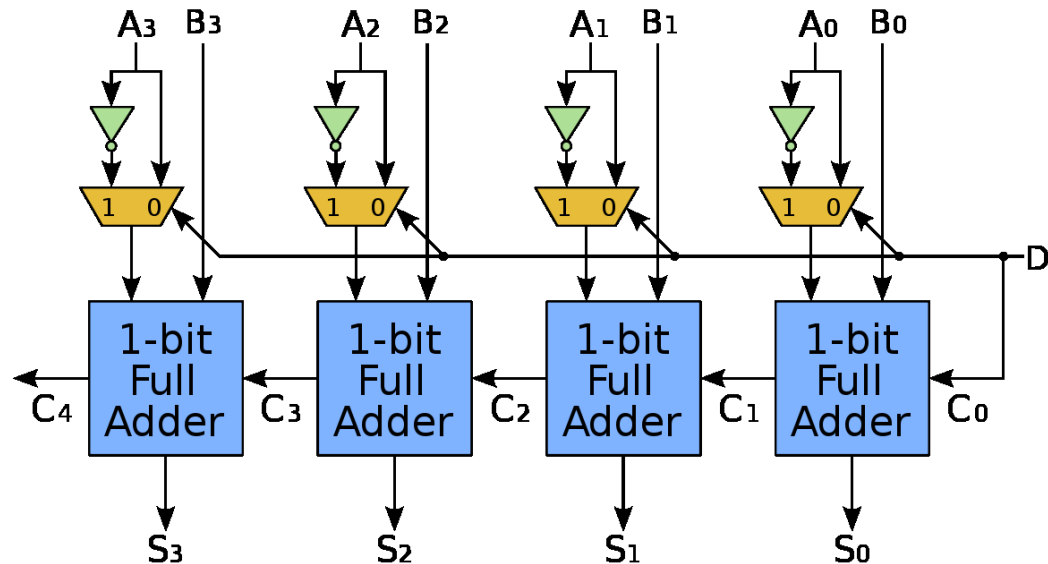 A3 B3 A2 B2 A1 B1 A0 B0
1 0 1 0 1 0 1 0
D
1-bit Full Adder 1-bit Full Adder 1-bit Full Adder 1-bit Full Adder
C4 C3 C2 C1 C0
S3 S2 S1 S0